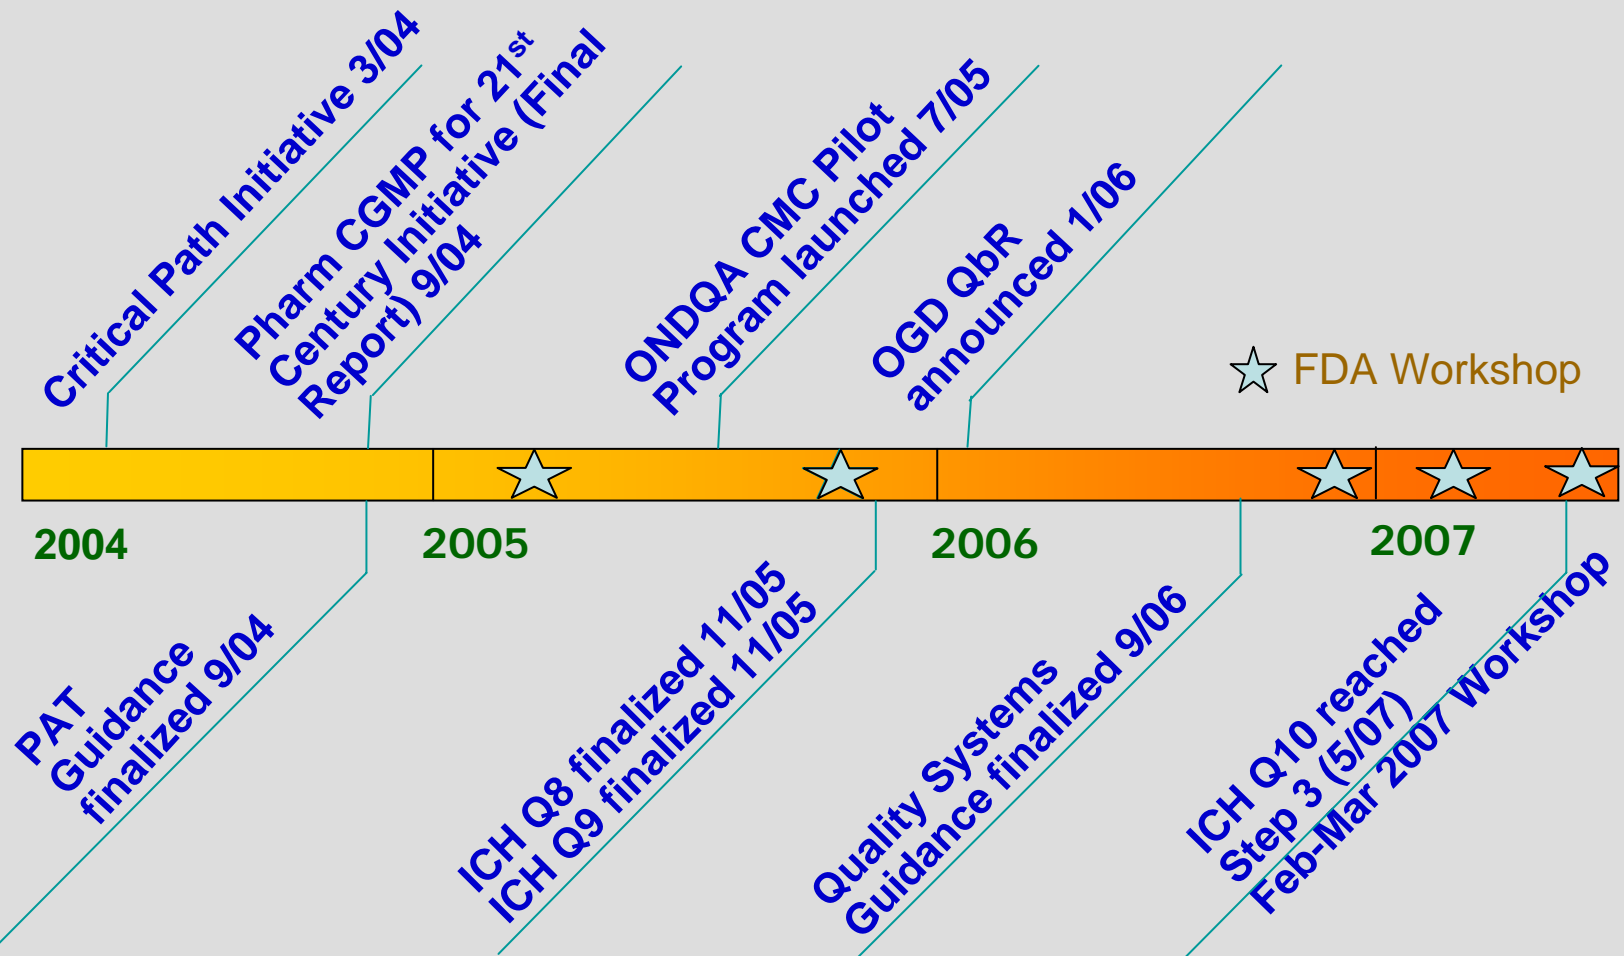 Critical Path Initiative 3/04
Pharm CGMP for 21st
Century Initiative (Final
Report) 9/04
ONDQA CMC Pilot
Program launched 7/05
OGD QbR
announced 1/06
FDA Workshop
2004
2005
2006
2007
PAT
Guidance
finalized 9/04
ICH Q8 finalized 11/05
ICH Q9 finalized 11/05
Quality Systems
Guidance finalized 9/06
ICH Q10 reached
Step 3 (5/07)
Feb-Mar 2007 Workshop